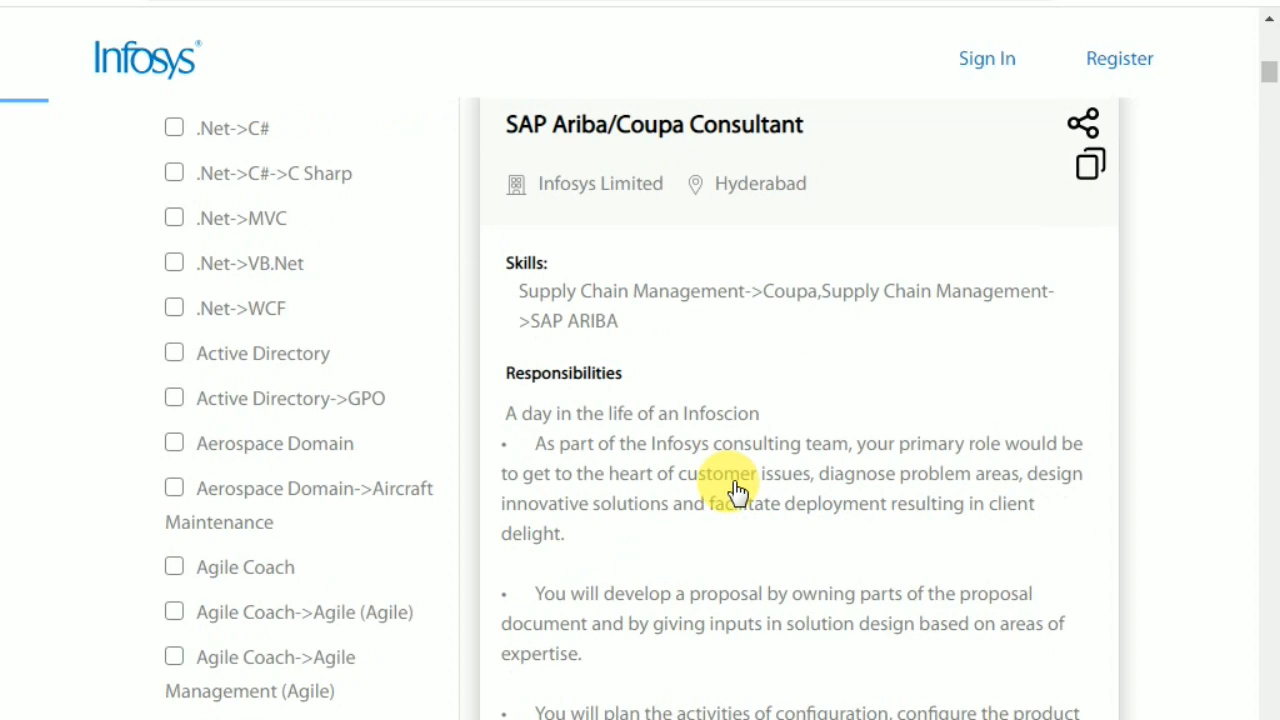 Infosys®
Sign In
Register
.Net->C#
.Net->C#->C Sharp
.Net->MVC
.Net->VB.Net
.Net->WCF
Active Directory
Active Directory->GPO
Aerospace Domain
Aerospace Domain->Aircraft
Maintenance
Agile Coach
Agile Coach->Agile (Agile)
Agile Coach->Agile
Management (Agile)
SAP Ariba/Coupa Consultant
Infosys Limited
Hyderabad
Skills:
Supply Chain Management->Coupa,Supply Chain Management-
>SAP ARIBA
Responsibilities
A day in the life of an Infoscion
• As part of the Infosys consulting team, your primary role would be
to get to the heart of customer issues, diagnose problem areas, design
innovative solutions and facilitate deployment resulting in client
delight.
• You will develop a proposal by owning parts of the proposal
document and by giving inputs in solution design based on areas of
expertise.
• You will plan the activities of configuration, configure the product